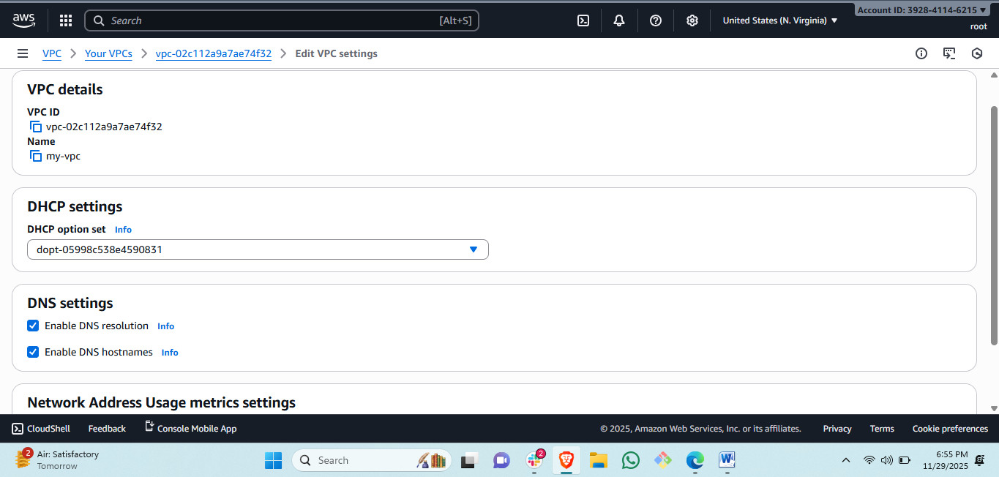 aws
Search [Alt+S]
United States (N. Virginia)
Account ID: 3928-4114-6215
root
VPC
Your VPCs
vpc-02c112a9a7ae74f32
Edit VPC settings
VPC details
VPC ID
vpc-02c112a9a7ae74f32
Name
my-vpc
DHCP settings
DHCP option set Info
dopt-05998c538e4590831
DNS settings
Enable DNS resolution Info
Enable DNS hostnames Info
Network Address Usage metrics settings
CloudShell Feedback Console Mobile App © 2025, Amazon Web Services, Inc. or its affiliates. Privacy Terms Cookie preferences
2
Air: Satisfactory
Tomorrow
Search
2
W
6:55 PM
11/29/2025